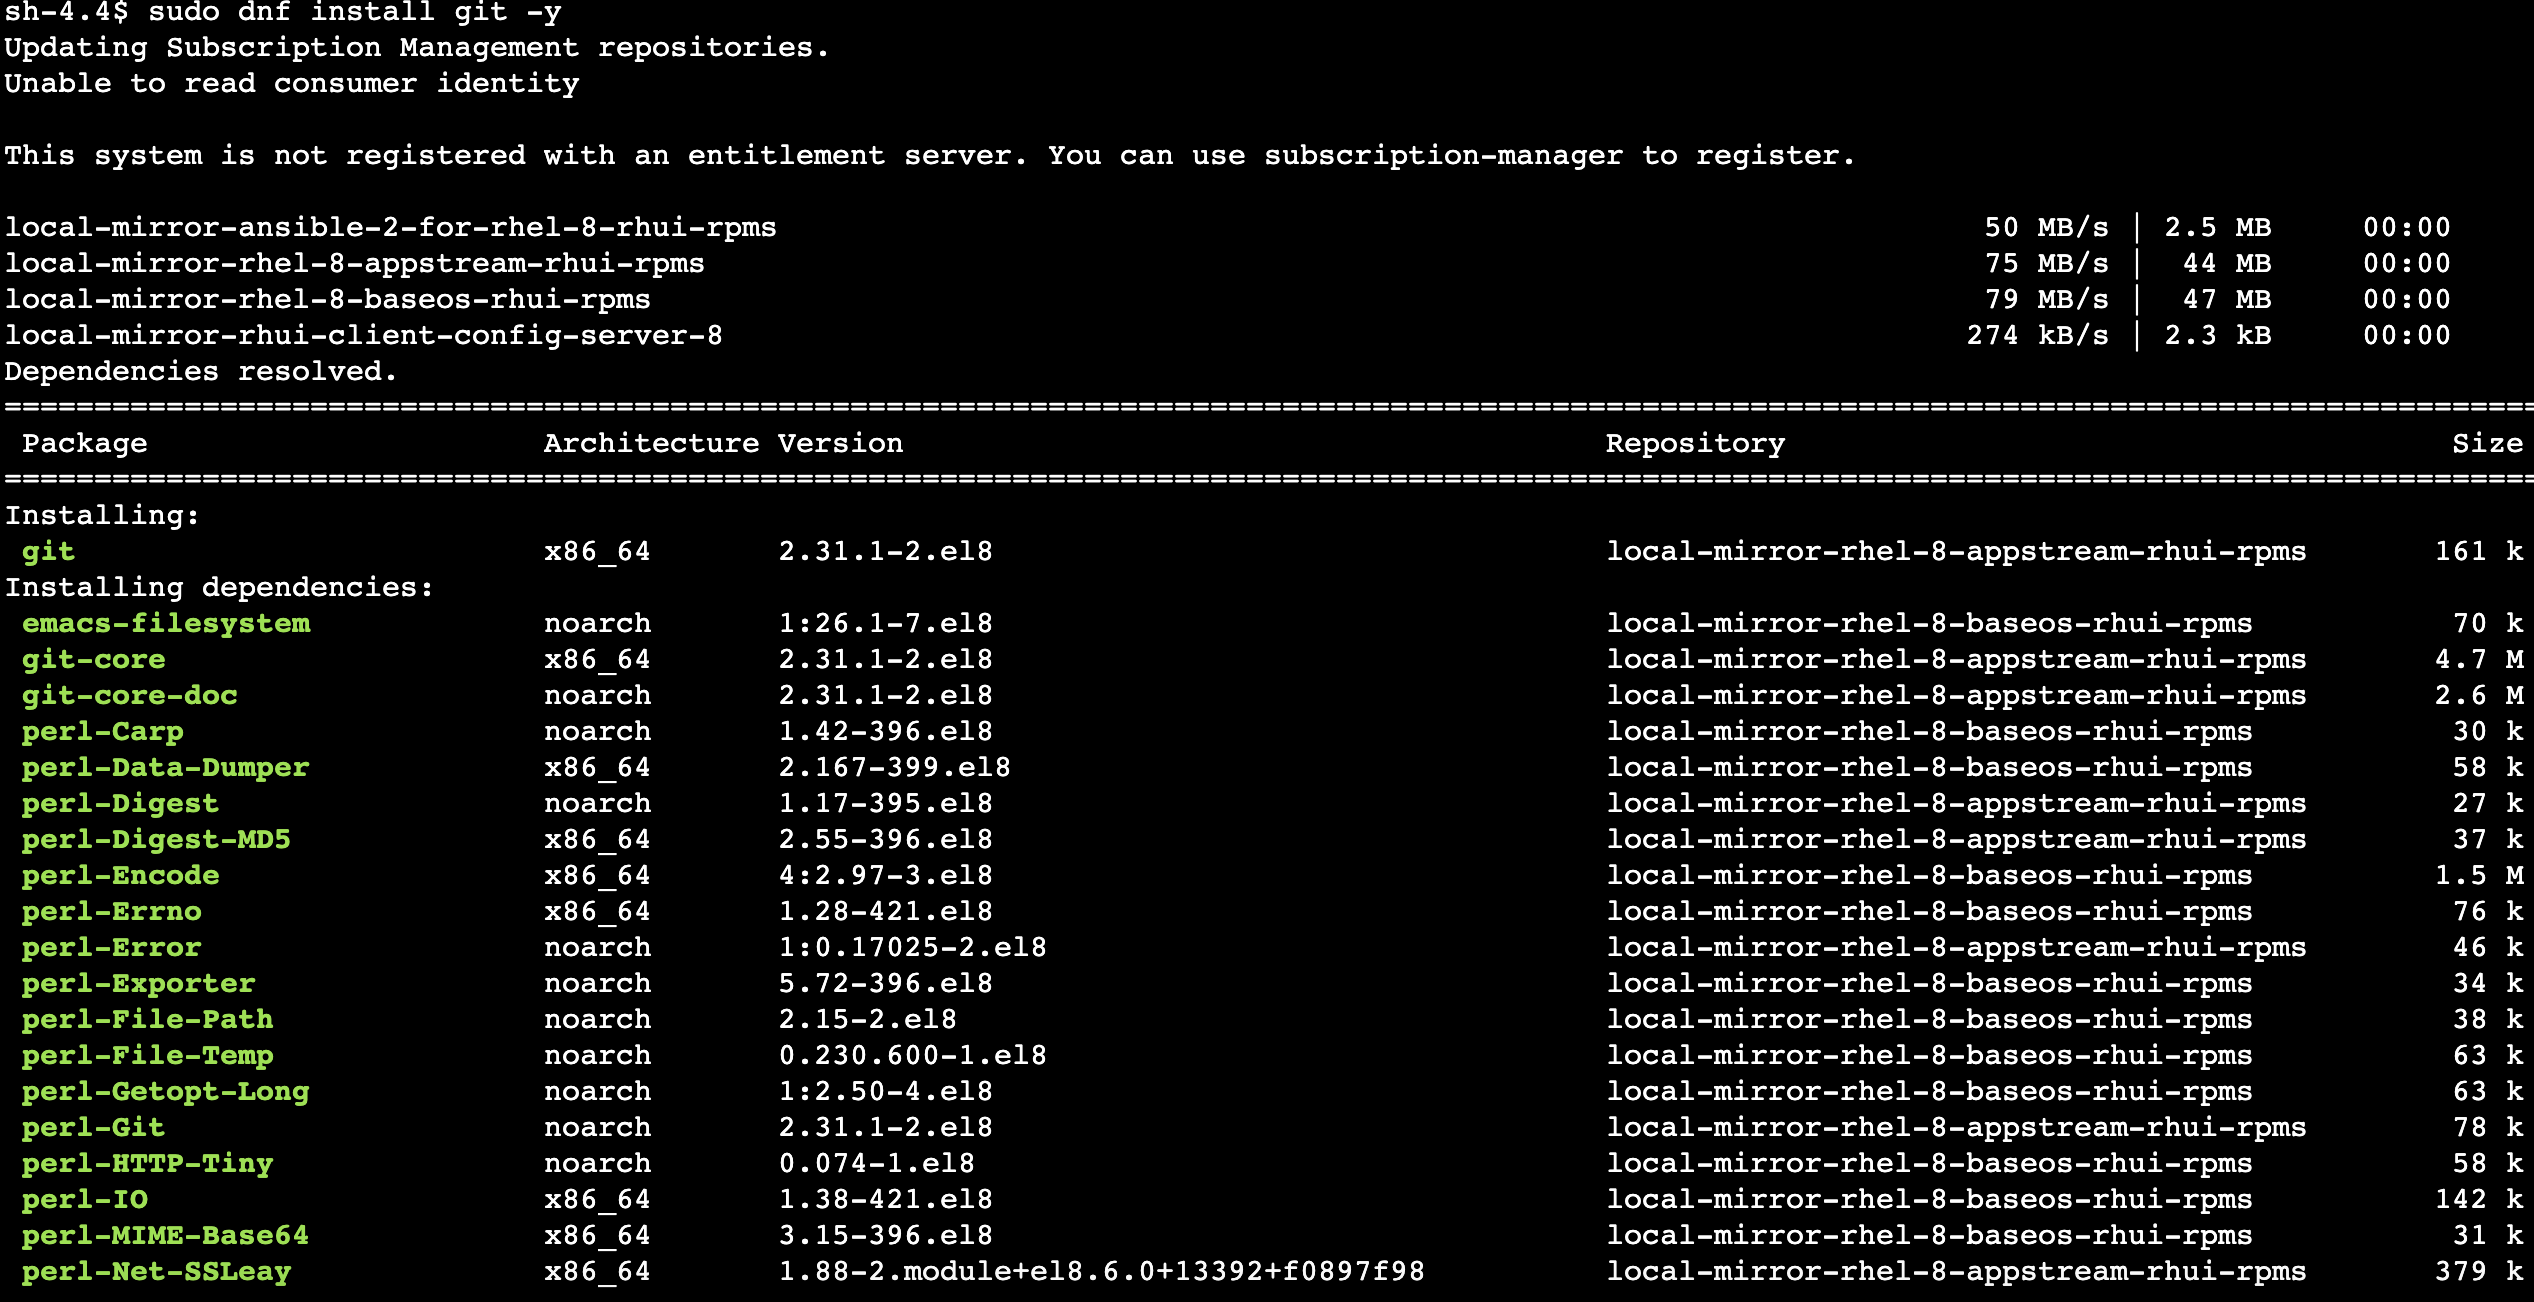 sh-4.4$ sudo dnf install git -y
Updating Subscription Management repositories.
Unable to read consumer identity
This system is not registered with an entitlement server. You can use subscription-manager to register.
local-mirror-ansible-2-for-rhel-8-rhui-rpms 50 MB/s | 2.5 MB 00:00
local-mirror-rhel-8-appstream-rhui-rpms 75 MB/s | 44 MB 00:00
local-mirror-rhel-8-baseos-rhui-rpms 79 MB/s | 47 MB 00:00
local-mirror-rhui-client-config-server-8 274 kB/s | 2.3 kB 00:00
Dependencies resolved.
=============================================================================================================================================
Package Architecture Version Repository Size
=============================================================================================================================================
Installing:
git x86_64 2.31.1-2.el8 local-mirror-rhel-8-appstream-rhui-rpms 161 k
Installing dependencies:
emacs-filesystem noarch 1:26.1-7.el8 local-mirror-rhel-8-baseos-rhui-rpms 70 k
git-core x86_64 2.31.1-2.el8 local-mirror-rhel-8-appstream-rhui-rpms 4.7 M
git-core-doc noarch 2.31.1-2.el8 local-mirror-rhel-8-appstream-rhui-rpms 2.6 M
perl-Carp noarch 1.42-396.el8 local-mirror-rhel-8-baseos-rhui-rpms 30 k
perl-Data-Dumper x86_64 2.167-399.el8 local-mirror-rhel-8-baseos-rhui-rpms 58 k
perl-Digest noarch 1.17-395.el8 local-mirror-rhel-8-appstream-rhui-rpms 27 k
perl-Digest-MD5 x86_64 2.55-396.el8 local-mirror-rhel-8-appstream-rhui-rpms 37 k
perl-Encode x86_64 4:2.97-3.el8 local-mirror-rhel-8-baseos-rhui-rpms 1.5 M
perl-Errno x86_64 1.28-421.el8 local-mirror-rhel-8-baseos-rhui-rpms 76 k
perl-Error noarch 1:0.17025-2.el8 local-mirror-rhel-8-appstream-rhui-rpms 46 k
perl-Exporter noarch 5.72-396.el8 local-mirror-rhel-8-baseos-rhui-rpms 34 k
perl-File-Path noarch 2.15-2.el8 local-mirror-rhel-8-baseos-rhui-rpms 38 k
perl-File-Temp noarch 0.230.600-1.el8 local-mirror-rhel-8-baseos-rhui-rpms 63 k
perl-Getopt-Long noarch 1:2.50-4.el8 local-mirror-rhel-8-baseos-rhui-rpms 63 k
perl-Git noarch 2.31.1-2.el8 local-mirror-rhel-8-appstream-rhui-rpms 78 k
perl-HTTP-Tiny noarch 0.074-1.el8 local-mirror-rhel-8-baseos-rhui-rpms 58 k
perl-IO x86_64 1.38-421.el8 local-mirror-rhel-8-baseos-rhui-rpms 142 k
perl-MIME-Base64 x86_64 3.15-396.el8 local-mirror-rhel-8-baseos-rhui-rpms 31 k
perl-Net-SSLeay x86_64 1.88-2.module+el8.6.0+13392+f0897f98 local-mirror-rhel-8-appstream-rhui-rpms 379 k